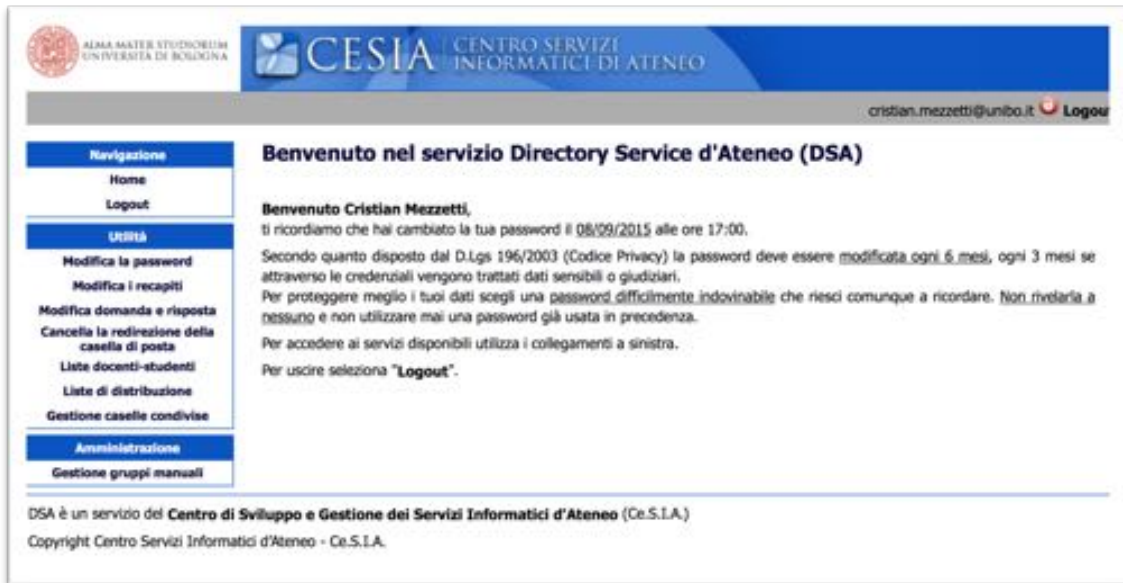 ALMA MATER STUDIORUM
UNIVERSITÀ DI BOLOGNA
CESIA
CENTRO SERVIZI
INFORMATICI DI ATENEO
cristian.mezzetti@unibo.it Logou
Navigazione
Home
Logout
Utilità
Modifica la password
Modifica i recapiti
Modifica domanda e risposta
Cancella la redirezione della
casella di posta
Liste docenti-studenti
Liste di distribuzione
Gestione caselle condivise
Amministrazione
Gestione gruppi manuali
Benvenuto nel servizio Directory Service d'Ateneo (DSA)
Benvenuto Cristian Mezzetti,
ti ricordiamo che hai cambiato la tua password il 08/09/2015 alle ore 17:00.
Secondo quanto disposto dal D.Lgs 196/2003 (Codice Privacy) la password deve essere modificata ogni 6 mesi, ogni 3 mesi se
attraverso le credenziali vengono trattati dati sensibili o giudiziari.
Per proteggere meglio i tuoi dati scegli una password difficilmente indovinabile che riesci comunque a ricordare. Non rivelarla a
nessuno e non utilizzare mai una password già usata in precedenza.
Per accedere ai servizi disponibili utilizza i collegamenti a sinistra.
Per uscire seleziona "Logout".
DSA è un servizio del Centro di Sviluppo e Gestione dei Servizi Informatici d'Ateneo (Ce.S.I.A.)
Copyright Centro Servizi Informatici d'Ateneo - Ce.S.I.A.